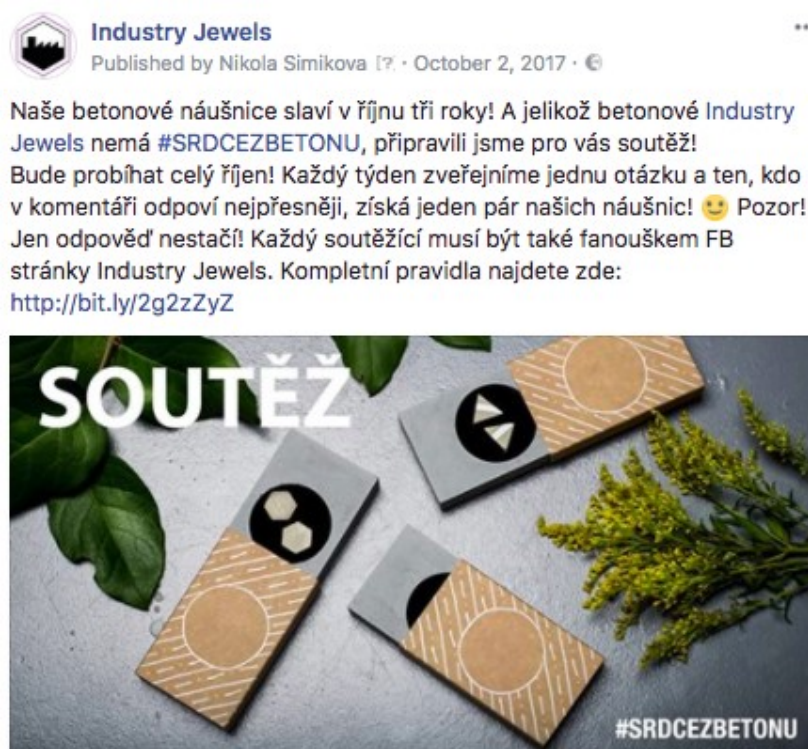 Industry Jewels
Published by Nikola Simikova [?] · October 2, 2017 ·
Naše betonové náušnice slaví v říjnu tři roky! A jelikož betonové Industry
Jewels nemá #SRDCEZBETONU, připravili jsme pro vás soutěž!
Bude probíhat celý říjen! Každý týden zveřejníme jednu otázku a ten, kdo
v komentáři odpoví nejpřesněji, získá jeden pár našich náušnic! 😉 Pozor!
Jen odpověď nestačí! Každý soutěžící musí být také fanouškem FB
stránky Industry Jewels. Kompletní pravidla najdete zde:
http://bit.ly/2g2zZyZ
SOUTĚŽ
#SRDCEZBETONU